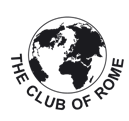 THE CLUB OF ROME